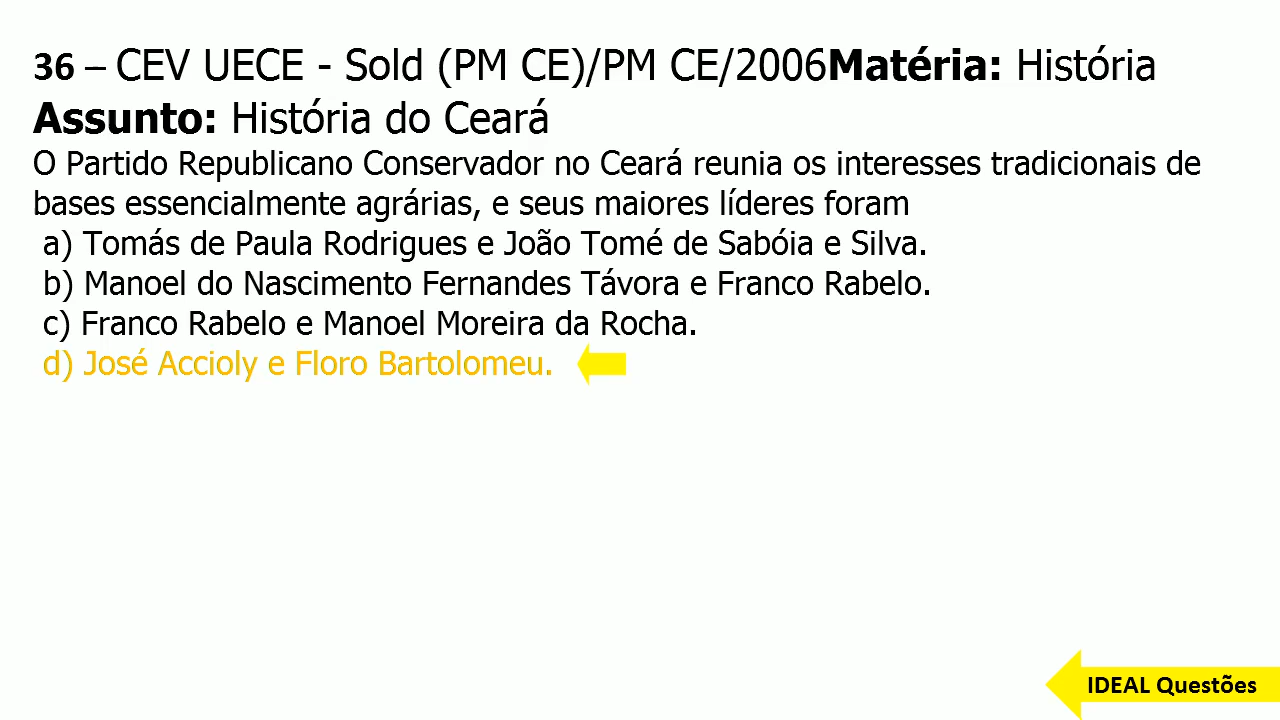 36 – CEV UECE - Sold (PM CE)/PM CE/2006Matéria: História
Assunto: História do Ceará
O Partido Republicano Conservador no Ceará reunia os interesses tradicionais de
bases essencialmente agrárias, e seus maiores líderes foram
a) Tomás de Paula Rodrigues e João Tomé de Sabóia e Silva.
b) Manoel do Nascimento Fernandes Távora e Franco Rabelo.
c) Franco Rabelo e Manoel Moreira da Rocha.
d) José Accioly e Floro Bartolomeu.
IDEAL Questões